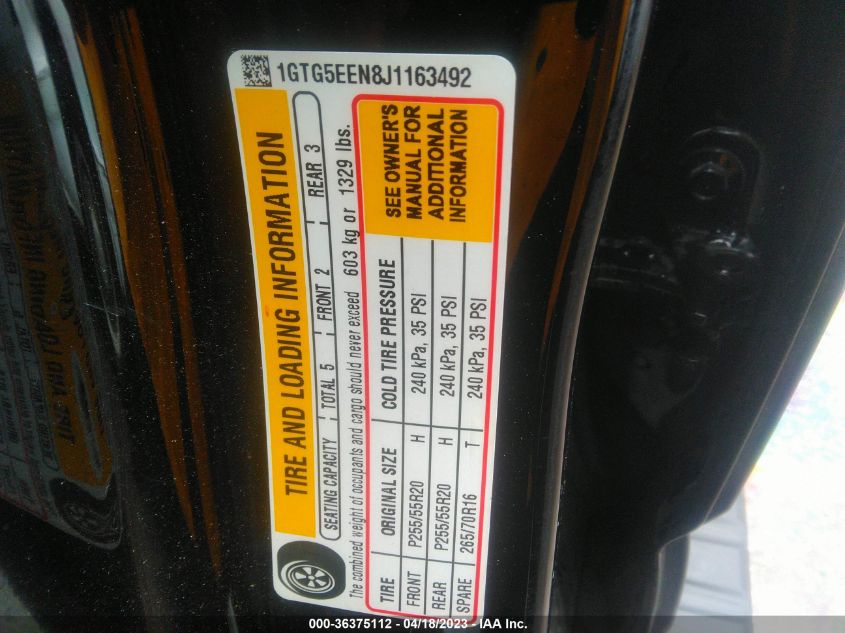 1GTG5EEN8J1163492
TIRE AND LOADING INFORMATION
SEATING CAPACITY TOTAL 5 FRONT 2 REAR 3
The combined weight of occupants and cargo should never exceed 603 kg or 1329 lbs.
TIRE ORIGINAL SIZE COLD TIRE PRESSURE
FRONT P255/55R20 H 240 kPa, 35 PSI
REAR P255/55R20 H 240 kPa, 35 PSI
SPARE 265/70R16 T 240 kPa, 35 PSI
SEE OWNER'S
MANUAL FOR
ADDITIONAL
INFORMATION
000-36375112 - 04/18/2023 - IAAI.COM